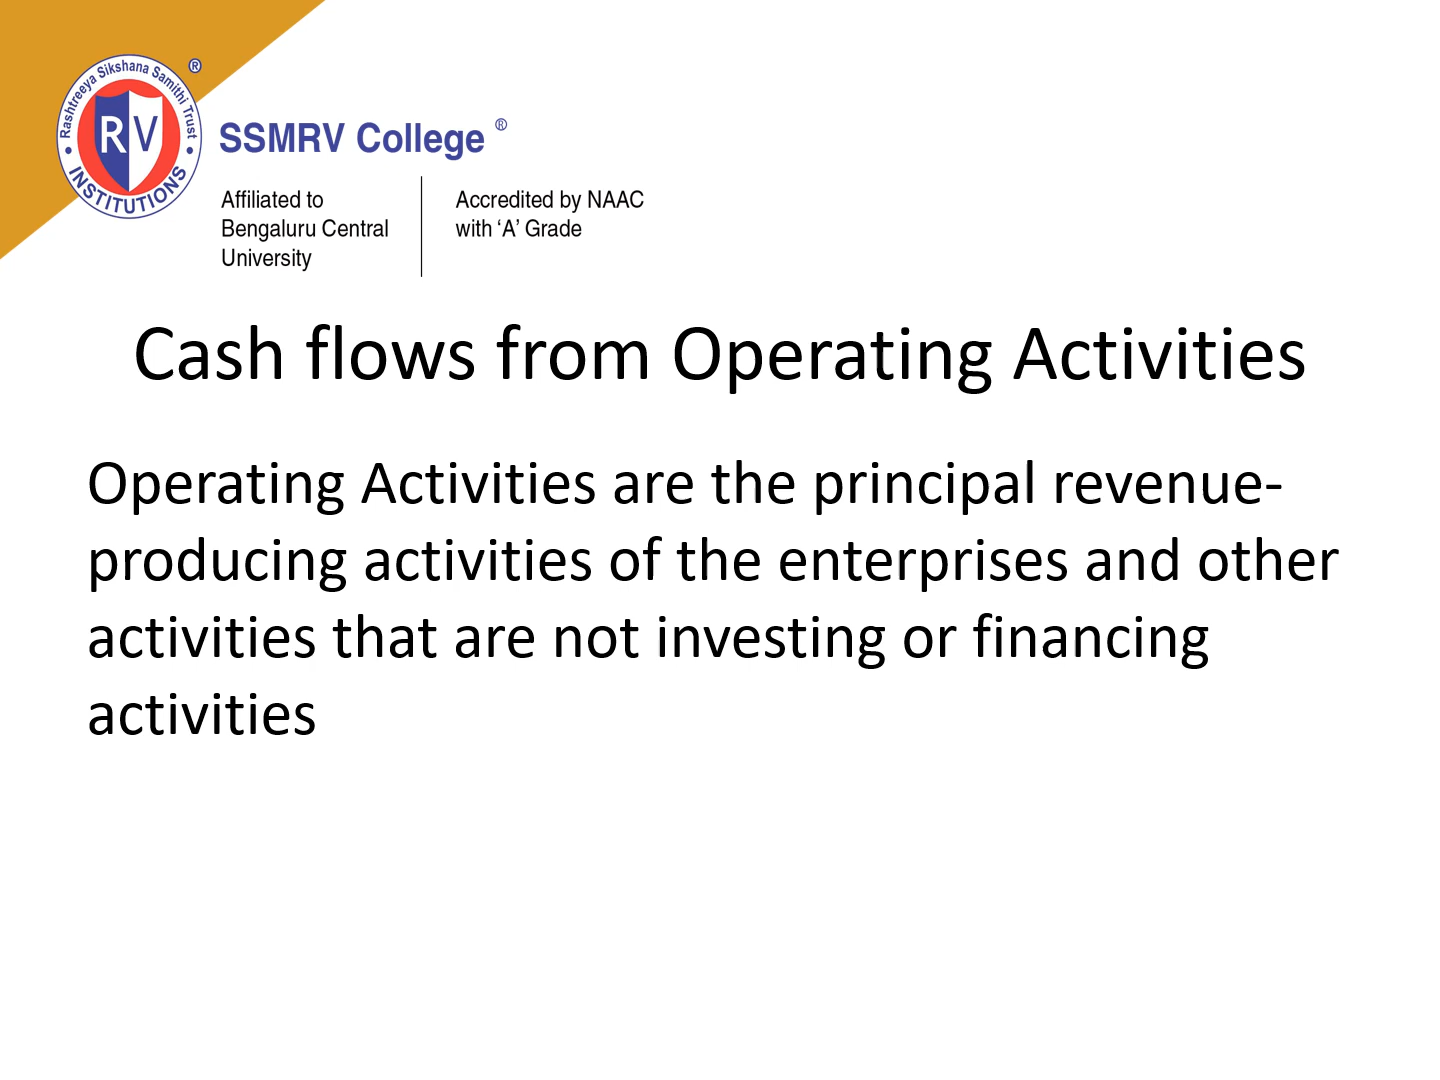 Rashtreeya Sikshana Samithi Trust
®
RV
• INSTITUTIONS •
SSMRV College ®
Affiliated to
Bengaluru Central
University
Accredited by NAAC
with ‘A’ Grade
Cash flows from Operating Activities
Operating Activities are the principal revenue-
producing activities of the enterprises and other
activities that are not investing or financing
activities